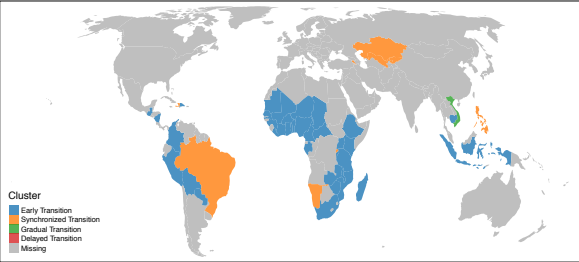 Cluster
Early Transition
Synchronized Transition
Gradual Transition
Delayed Transition
Missing